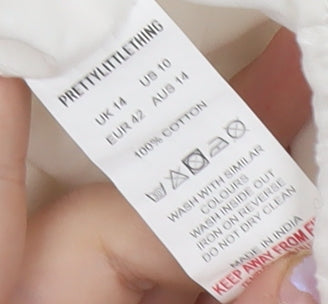 PRETTYLITTLETHING
UK 14 US 10
EUR 42 AUS 14
100% COTTON
WASH WITH SIMILAR
COLOURS
WASH INSIDE OUT
IRON ON REVERSE
DO NOT DRY CLEAN
MADE IN INDIA
KEEP AWAY FROM